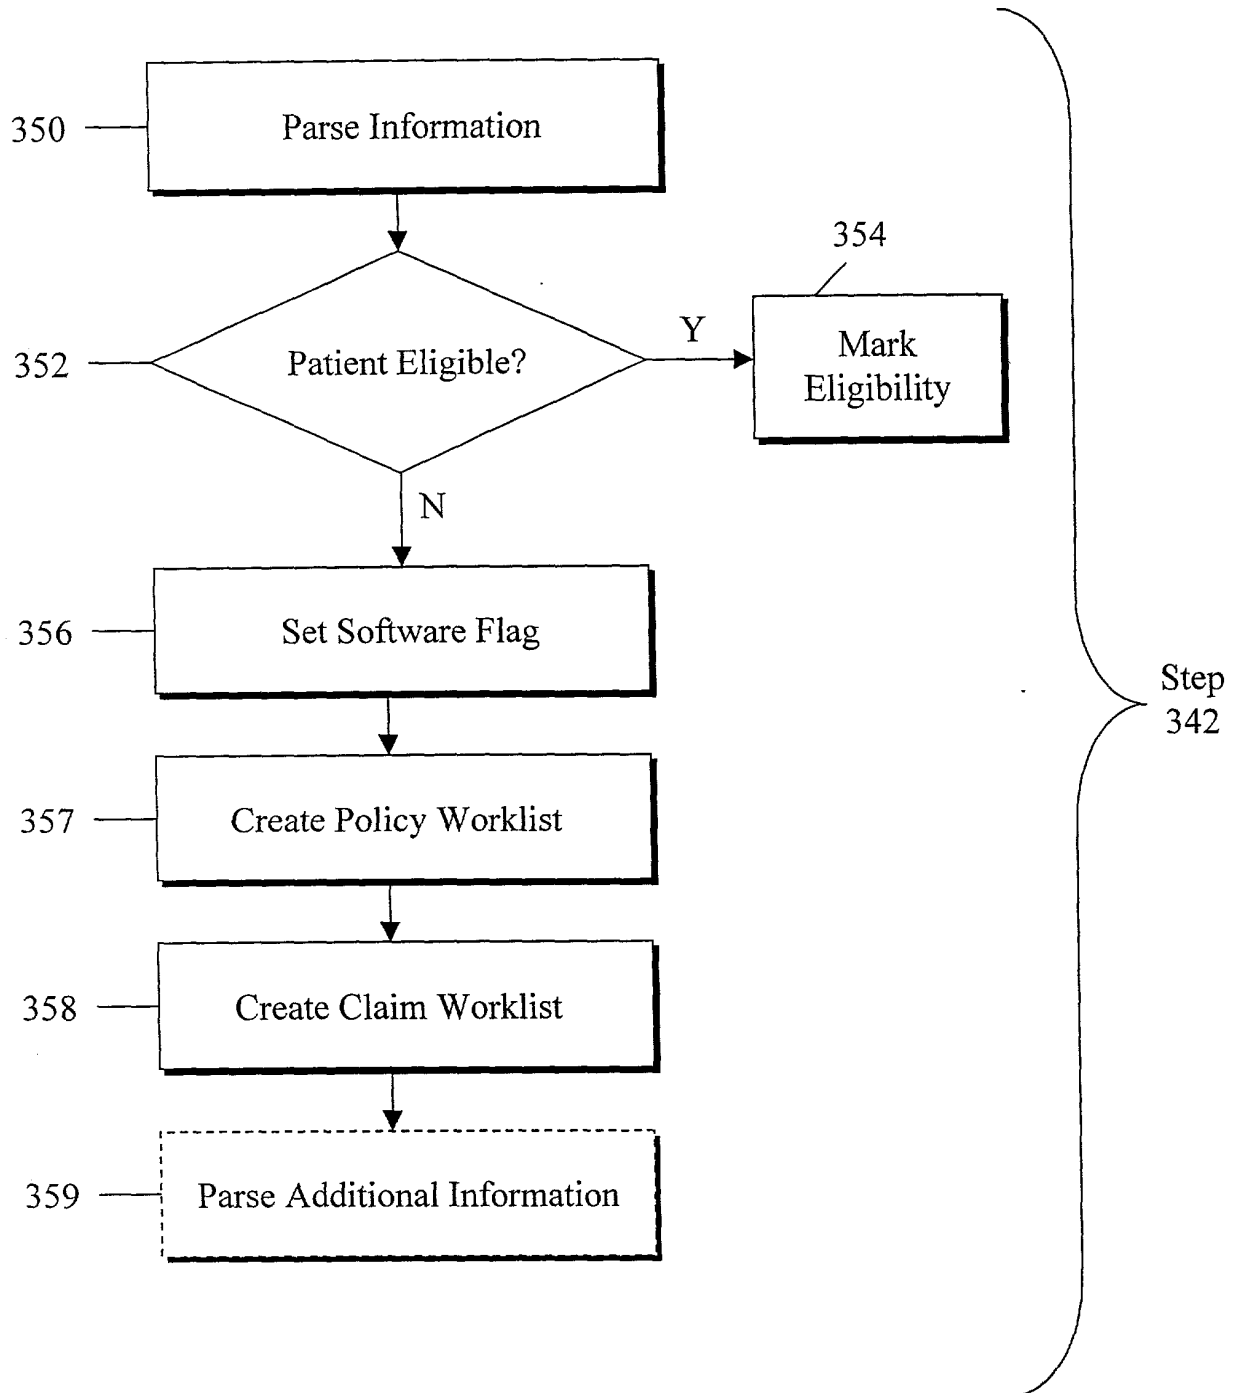 350
Parse Information
354
352
Patient Eligible?
Y
Mark
Eligibility
N
356
Set Software Flag
Step
342
357
Create Policy Worklist
358
Create Claim Worklist
359
Parse Additional Information